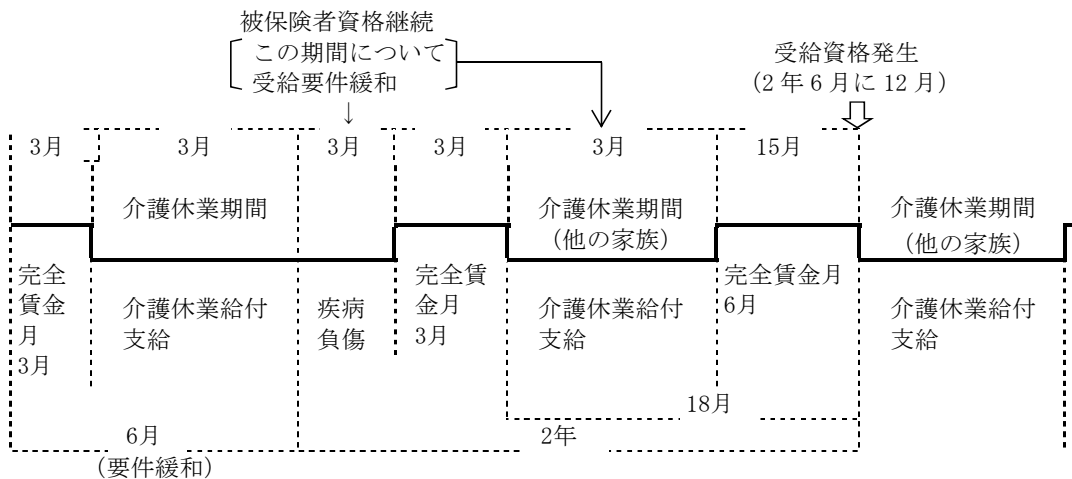 被保険者資格継続
この期間について
受給要件緩和
↓
受給資格発生
（2年6月に12月）
3月
3月
3月
3月
3月
15月
介護休業期間
介護休業期間
（他の家族）
介護休業期間
（他の家族）
完全
賃金
月
3月
介護休業給付
支給
疾病
負傷
完全賃
金月
3月
介護休業給付
支給
完全賃金月
6月
介護休業給付
支給
18月
6月
（要件緩和）
2年